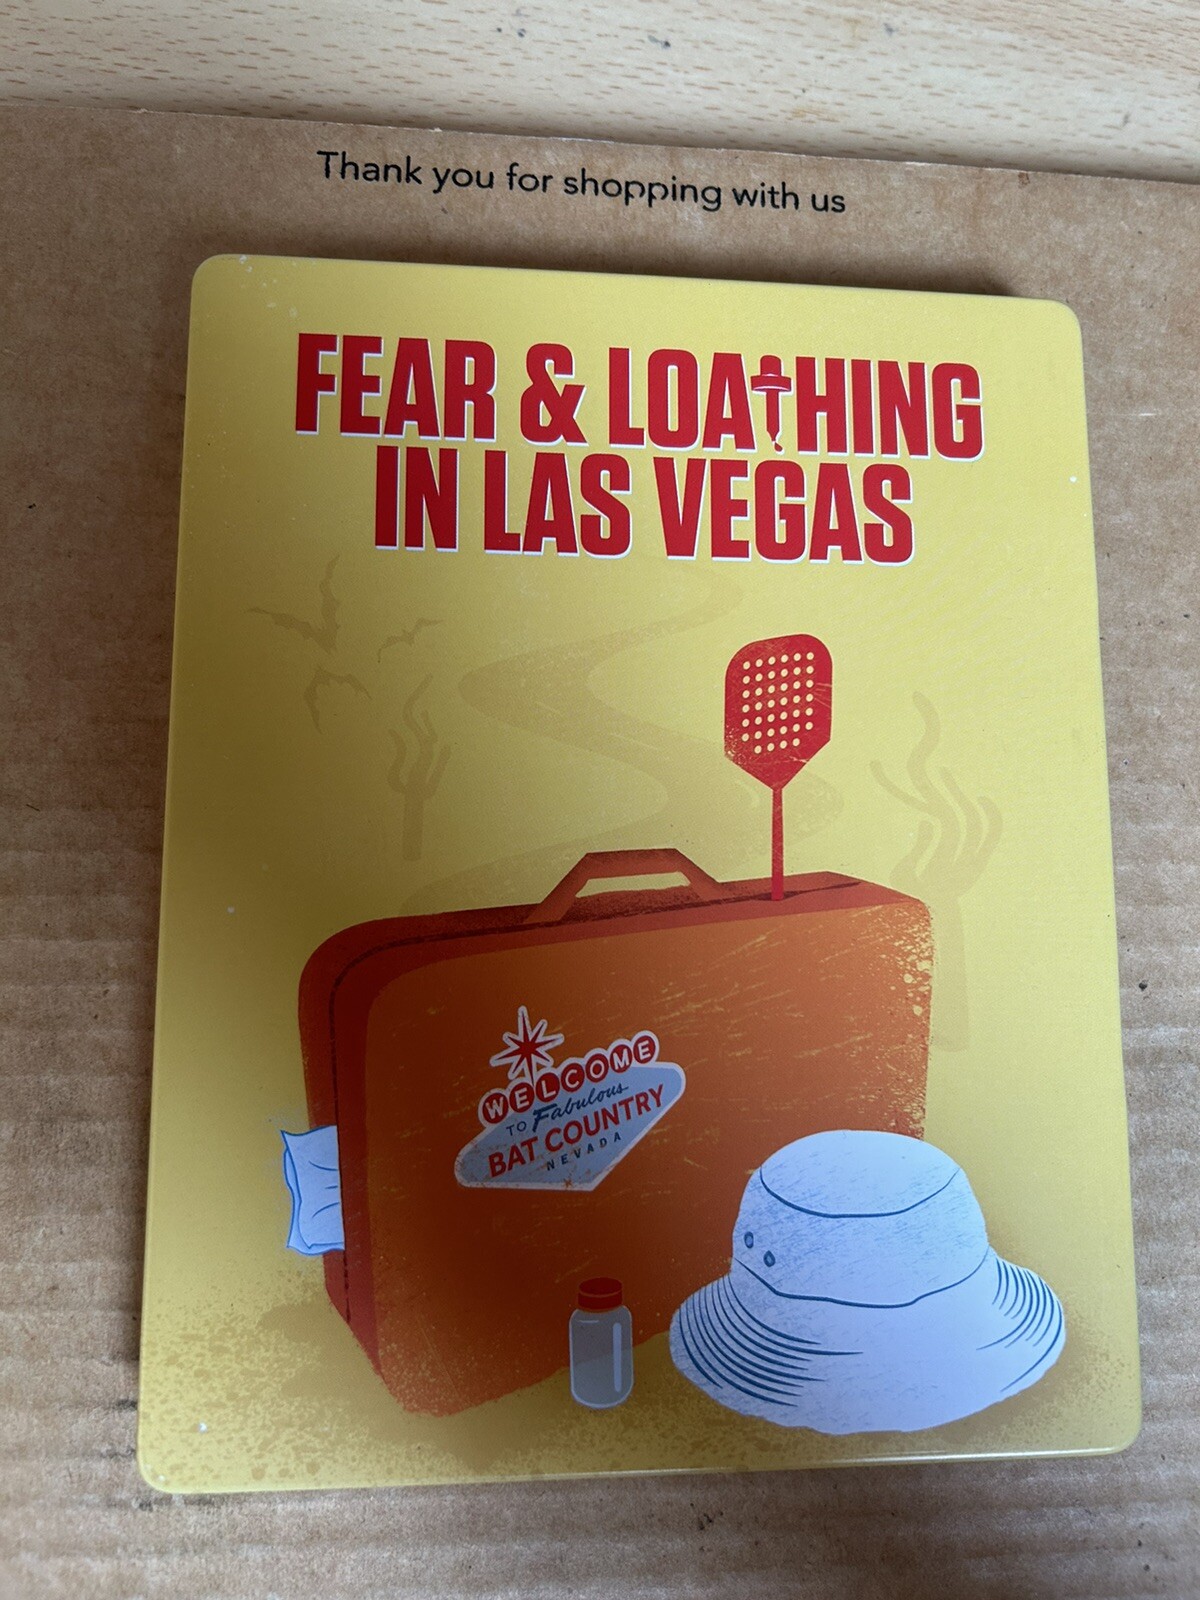 Thank you for shopping with us
FEAR & LOATHING
IN LAS VEGAS
WELCOME
TO Fabulous
BAT COUNTRY
NEVADA